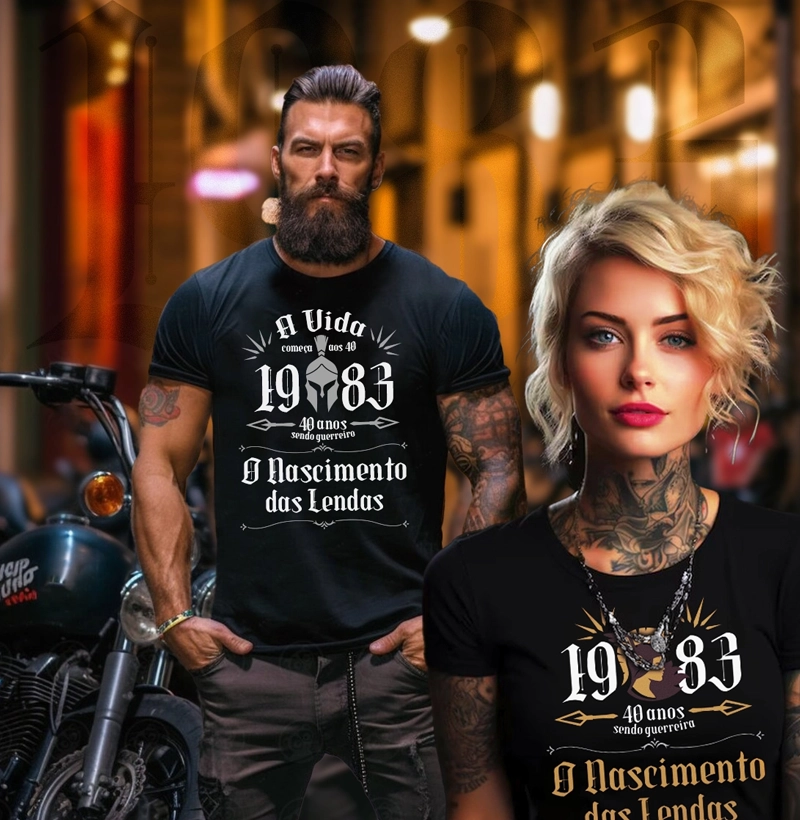 A Vida
começa aos 40
1983
40 anos
sendo guerreiro
O Nascimento
das Lendas
1983
40 anos
sendo guerreira
O Nascimento
das Lendas